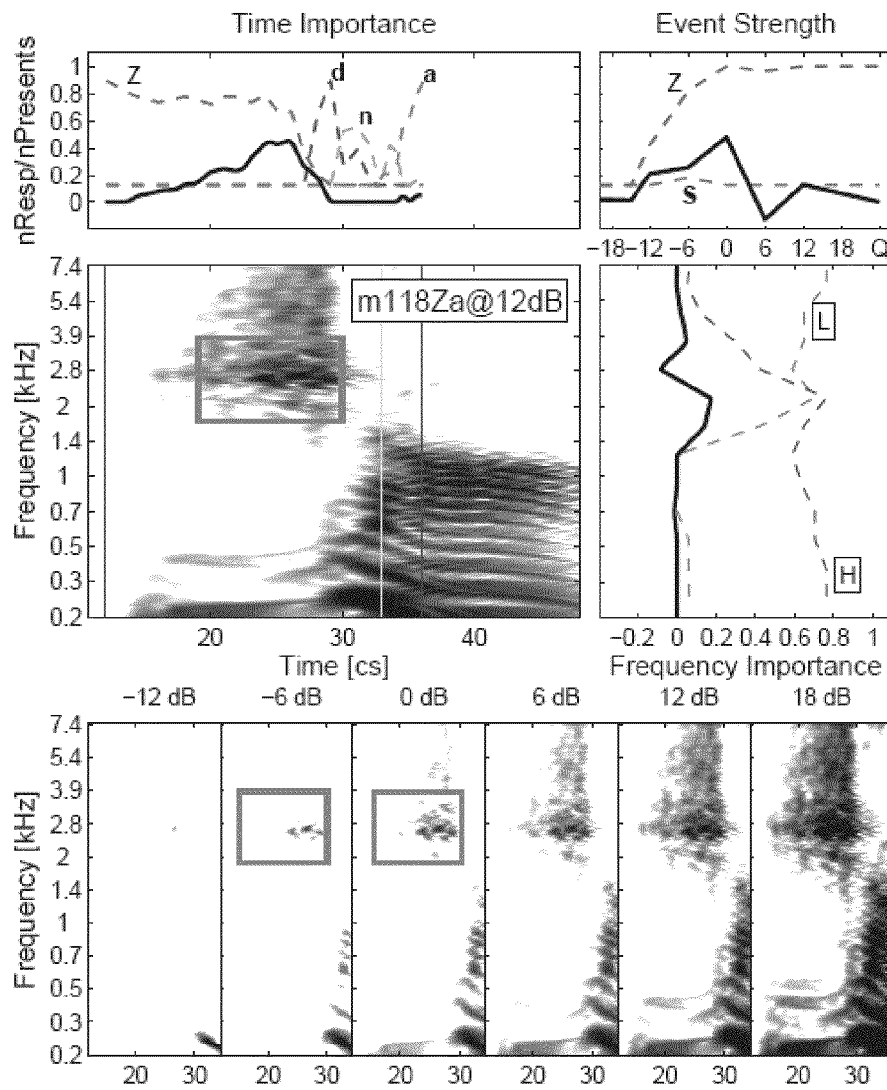 Time Importance
Event Strength
nResp/nPresents
1
0.8
0.6
0.4
0.2
0
Z
d
n
a
Z
S
−18 −12 −6 0 6 12 18 Q
Frequency [kHz]
7.4
5.4
3.9
2.8
2
1.4
1
0.7
0.5
0.3
0.2
m118Za@12dB
L
H
20 30 40
−0.2 0 0.2 0.4 0.6 0.8 1
Time [cs]
Frequency Importance
−12 dB −6 dB 0 dB 6 dB 12 dB 18 dB
Frequency [kHz]
7.4
5.4
3.9
2.8
2
1.4
1
0.7
0.5
0.3
0.2
20 30 20 30 20 30 20 30 20 30 20 30